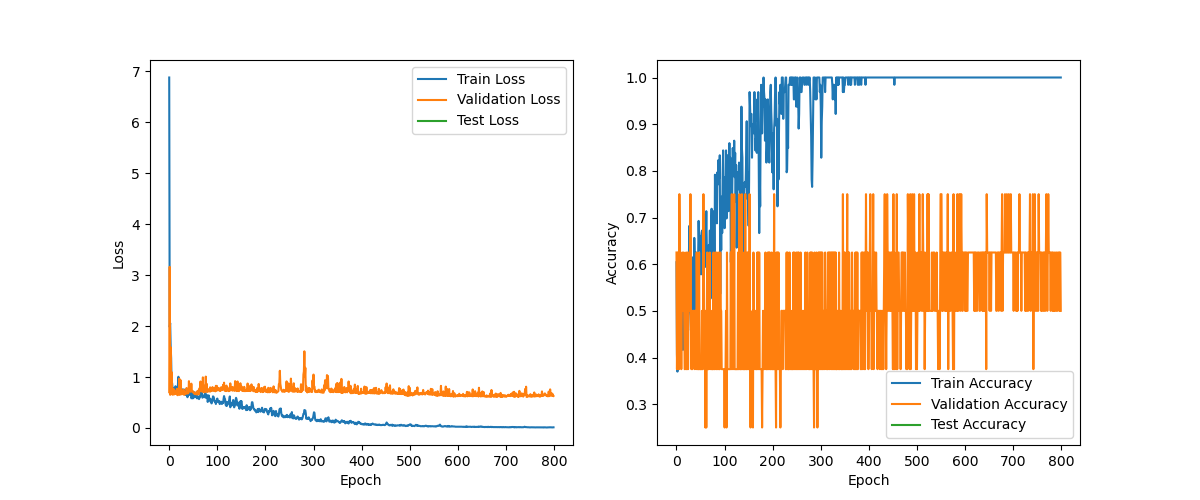 7
6
5
4
3
2
1
0
Loss
0 100 200 300 400 500 600 700 800
Epoch
Train Loss
Validation Loss
Test Loss
1.0
0.9
0.8
0.7
0.6
0.5
0.4
0.3
Accuracy
0 100 200 300 400 500 600 700 800
Epoch
Train Accuracy
Validation Accuracy
Test Accuracy